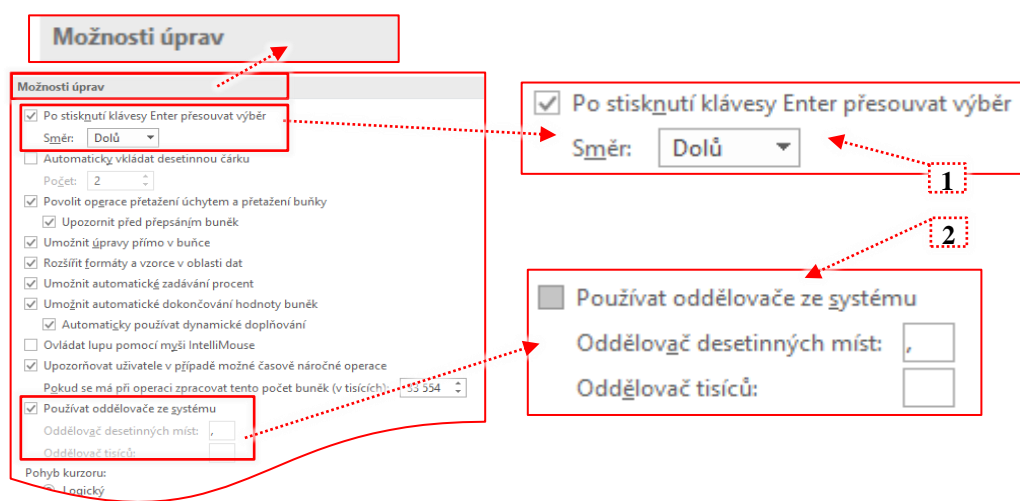 Možnosti úprav
Možnosti úprav
Po stisknutí klávesy Enter přesouvat výběr
Směr: Dolů
Automaticky vkládat desetinnou čárku
Počet: 2
Povolit operace přetažení úchytem a přetažení buňky
Upozornit před přepsáním buněk
Umožnit úpravy přímo v buňce
Rozšířit formáty a vzorce v oblasti dat
Umožnit automatické zadávání procent
Umožnit automatické dokončování hodnoty buněk
Automaticky používat dynamické doplňování
Ovládat lupu pomocí myši IntelliMouse
Upozorňovat uživatele v případě možné časově náročné operace
Pokud se má při operaci zpracovat tento počet buněk (v tisících): 33 554
Používat oddělovače ze systému
Oddělovač desetinných míst: ,
Oddělovač tisíců:
Pohyb kurzoru:
Logický
Po stisknutí klávesy Enter přesouvat výběr
Směr: Dolů
1
2
Používat oddělovače ze systému
Oddělovač desetinných míst: ,
Oddělovač tisíců: